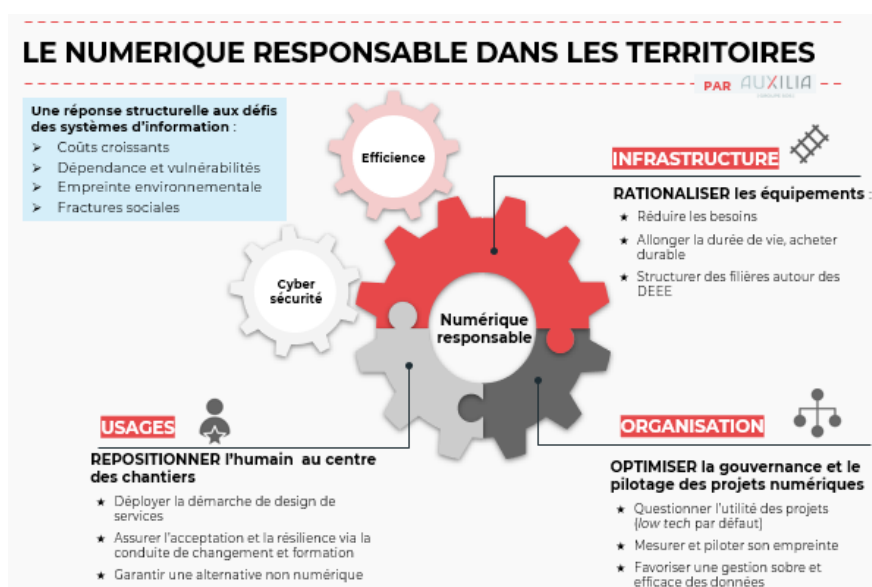 LE NUMERIQUE RESPONSABLE DANS LES TERRITOIRES
PAR AUXILIA
Une réponse structurelle aux défis
des systèmes d'information :
➢ Coûts croissants
➢ Dépendance et vulnérabilités
➢ Empreinte environnementale
➢ Fractures sociales
Efficience
Cyber
sécurité
Numérique
responsable
INFRASTRUCTURE
RATIONALISER les équipements :
★ Réduire les besoins
★ Allonger la durée de vie, acheter
durable
★ Structurer des filières autour des
DEEE
USAGES
REPOSITIONNER l'humain au centre
des chantiers
★ Déployer la démarche de design de
services
★ Assurer l'acceptation et la résilience via la
conduite de changement et formation
★ Garantir une alternative non numérique
ORGANISATION
OPTIMISER la gouvernance et le
pilotage des projets numériques
★ Questionner l'utilité des projets
(low tech par défaut)
★ Mesurer et piloter son empreinte
★ Favoriser une gestion sobre et
efficace des données